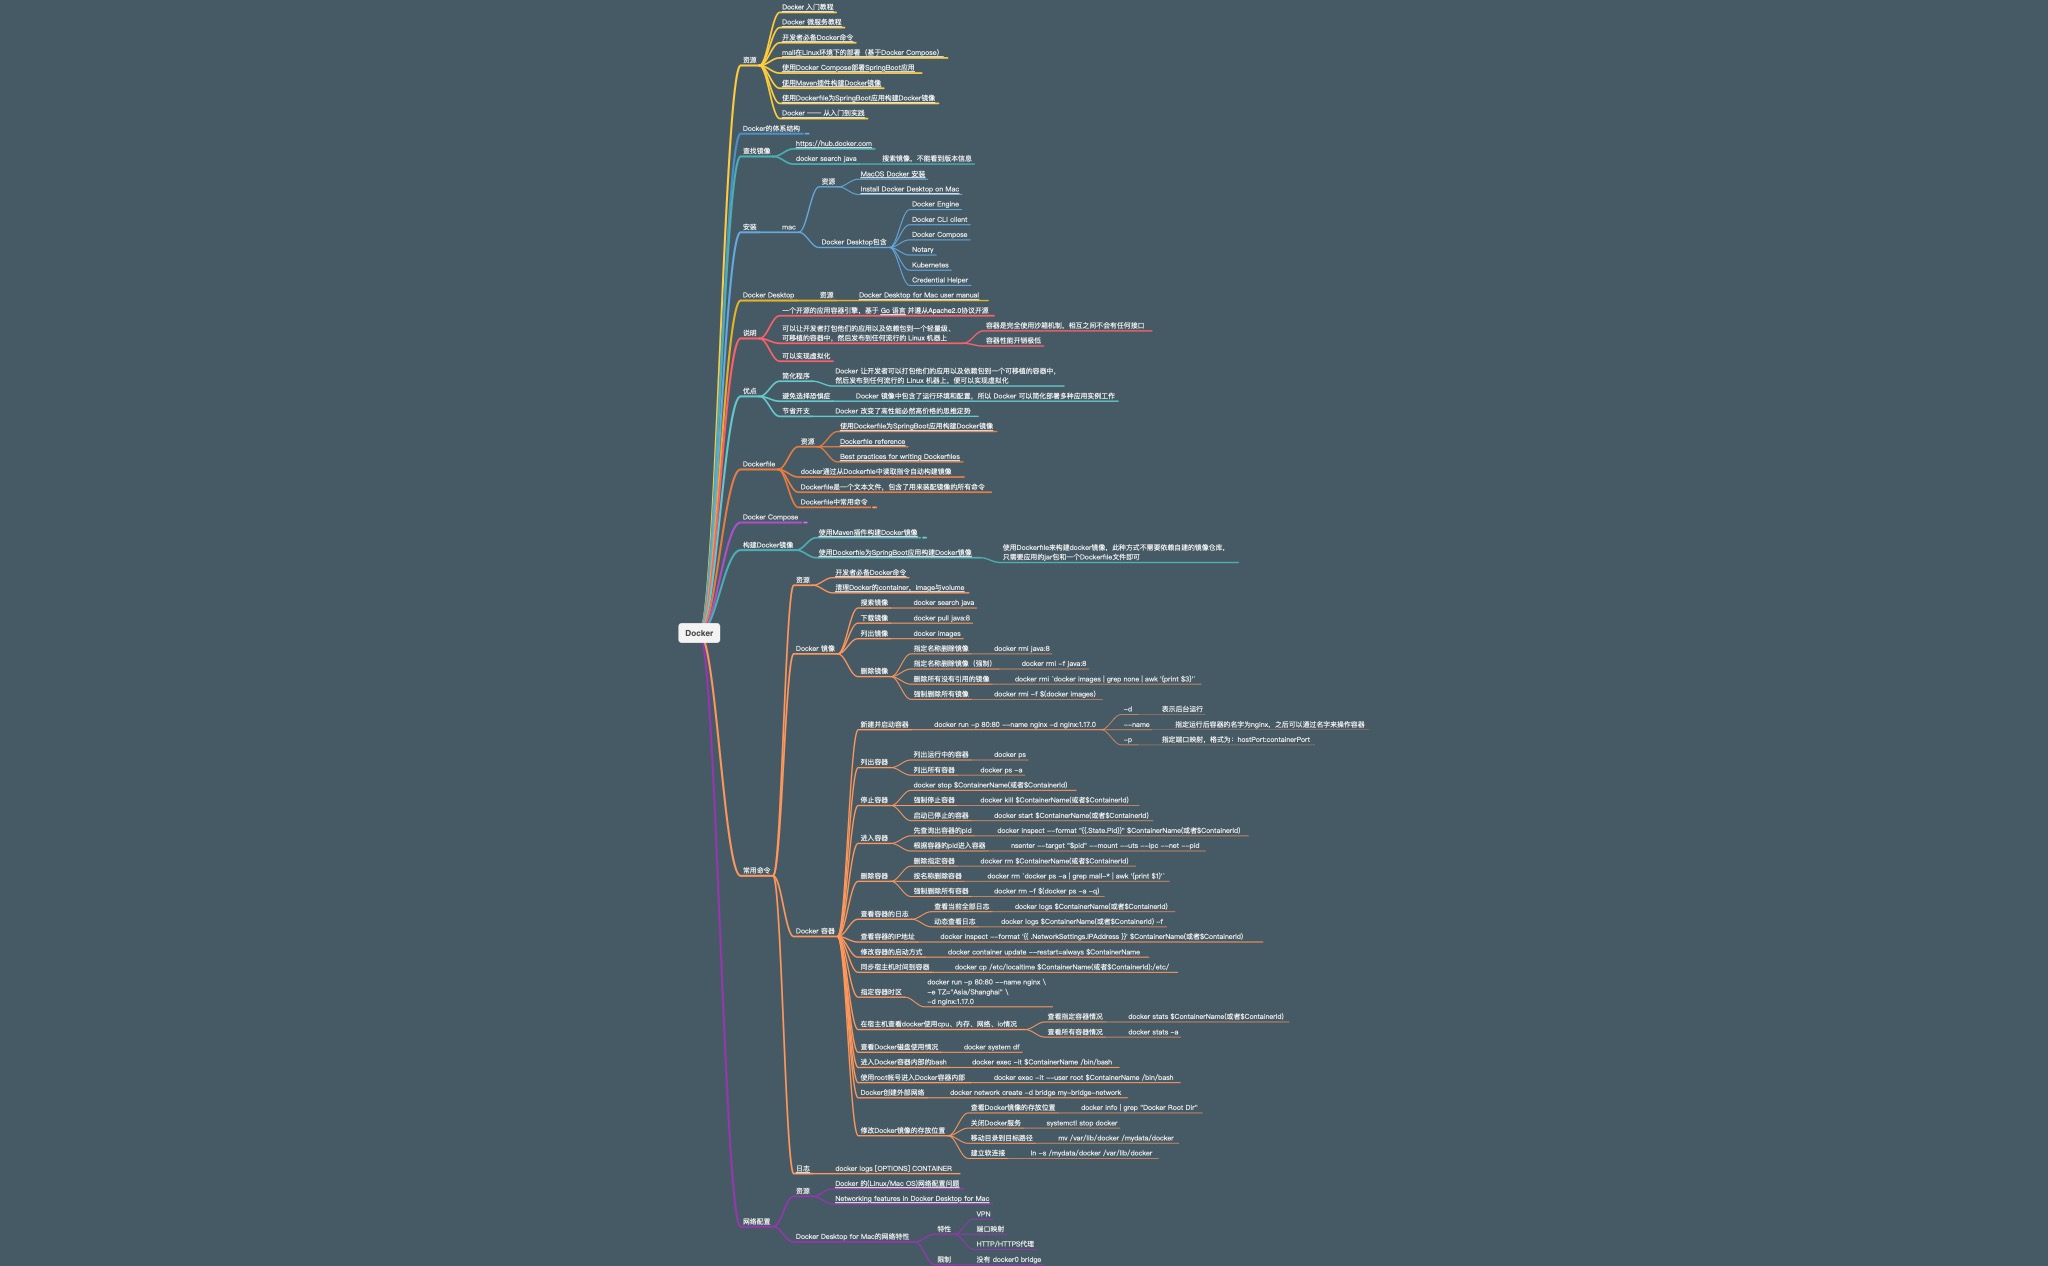 Docker 入门教程
Docker 微服务教程
开发者必备Docker命令
mall在Linux环境下的部署（基于Docker Compose）
资源
使用Docker Compose部署SpringBoot应用
使用Maven插件构建Docker镜像
使用Dockerfile为SpringBoot应用构建Docker镜像
Docker —— 从入门到实践
Docker的体系结构
查找镜像
https://hub.docker.com
docker search java 搜索镜像，不能看到版本信息
安装 mac
资源
MacOS Docker 安装
Install Docker Desktop on Mac
Docker Desktop包含
Docker Engine
Docker CLI client
Docker Compose
Notary
Kubernetes
Credential Helper
Docker Desktop 资源 Docker Desktop for Mac user manual
说明
一个开源的应用容器引擎，基于 Go 语言 并遵从Apache2.0协议开源
可以让开发者打包他们的应用以及依赖包到一个轻量级、
可移植的容器中，然后发布到任何流行的 Linux 机器上
容器是完全使用沙箱机制，相互之间不会有任何接口
容器性能开销极低
可以实现虚拟化
优点
简化程序
Docker 让开发者可以打包他们的应用以及依赖包到一个可移植的容器中，
然后发布到任何流行的 Linux 机器上，便可以实现虚拟化
避免选择恐惧症 Docker 镜像中包含了运行环境和配置，所以 Docker 可以简化部署多种应用实例工作
节省开支 Docker 改变了高性能必然高价格的思维定势
Dockerfile
资源
使用Dockerfile为SpringBoot应用构建Docker镜像
Dockerfile reference
Best practices for writing Dockerfiles
docker通过从Dockerfile中读取指令自动构建镜像
Dockerfile是一个文本文件，包含了用来装配镜像的所有命令
Dockerfile中常用命令
Docker Compose
构建Docker镜像
使用Maven插件构建Docker镜像
使用Dockerfile为SpringBoot应用构建Docker镜像
使用Dockerfile来构建docker镜像，此种方式不需要依赖自建的镜像仓库，
只需要应用的jar包和一个Dockerfile文件即可
Docker
常用命令
资源
开发者必备Docker命令
清理Docker的container，image与volume
Docker 镜像
搜索镜像 docker search java
下载镜像 docker pull java:8
列出镜像 docker images
删除镜像
指定名称删除镜像 docker rmi java:8
指定名称删除镜像（强制） docker rmi -f java:8
删除所有没有引用的镜像 docker rmi `docker images | grep none | awk '{print $3}'`
强制删除所有镜像 docker rmi -f $(docker images)
Docker 容器
新建并启动容器 docker run -p 80:80 --name nginx -d nginx:1.17.0
-d 表示后台运行
--name 指定运行后容器的名字为nginx，之后可以通过名字来操作容器
-p 指定端口映射，格式为：hostPort:containerPort
列出容器
列出运行中的容器 docker ps
列出所有容器 docker ps -a
停止容器
docker stop $ContainerName(或者$ContainerId)
强制停止容器 docker kill $ContainerName(或者$ContainerId)
启动已停止的容器 docker start $ContainerName(或者$ContainerId)
进入容器
先查询出容器的pid docker inspect --format "{{.State.Pid}}" $ContainerName(或者$ContainerId)
根据容器的pid进入容器 nsenter --target "$pid" --mount --uts --ipc --net --pid
删除容器
删除指定容器 docker rm $ContainerName(或者$ContainerId)
按名称删除容器 docker rm `docker ps -a | grep mall-* | awk '{print $1}'`
强制删除所有容器 docker rm -f $(docker ps -a -q)
查看容器的日志
查看当前全部日志 docker logs $ContainerName(或者$ContainerId)
动态查看日志 docker logs $ContainerName(或者$ContainerId) -f
查看容器的IP地址 docker inspect --format '{{ .NetworkSettings.IPAddress }}' $ContainerName(或者$ContainerId)
修改容器的启动方式 docker container update --restart=always $ContainerName
同步宿主机时间到容器 docker cp /etc/localtime $ContainerName(或者$ContainerId):/etc/
指定容器时区
docker run -p 80:80 --name nginx \
-e TZ="Asia/Shanghai" \
-d nginx:1.17.0
在宿主机查看docker使用cpu、内存、网络、io情况
查看指定容器情况 docker stats $ContainerName(或者$ContainerId)
查看所有容器情况 docker stats -a
查看Docker磁盘使用情况 docker system df
进入Docker容器内部的bash docker exec -it $ContainerName /bin/bash
使用root帐号进入Docker容器内部 docker exec -it --user root $ContainerName /bin/bash
Docker创建外部网络 docker network create -d bridge my-bridge-network
修改Docker镜像的存放位置
查看Docker镜像的存放位置 docker info | grep "Docker Root Dir"
关闭Docker服务 systemctl stop docker
移动目录到目标路径 mv /var/lib/docker /mydata/docker
建立软连接 ln -s /mydata/docker /var/lib/docker
日志 docker logs [OPTIONS] CONTAINER
网络配置
资源
Docker 的(Linux/Mac OS)网络配置问题
Networking features in Docker Desktop for Mac
Docker Desktop for Mac的网络特性
特性
VPN
端口映射
HTTP/HTTPS代理
限制 没有 docker0 bridge